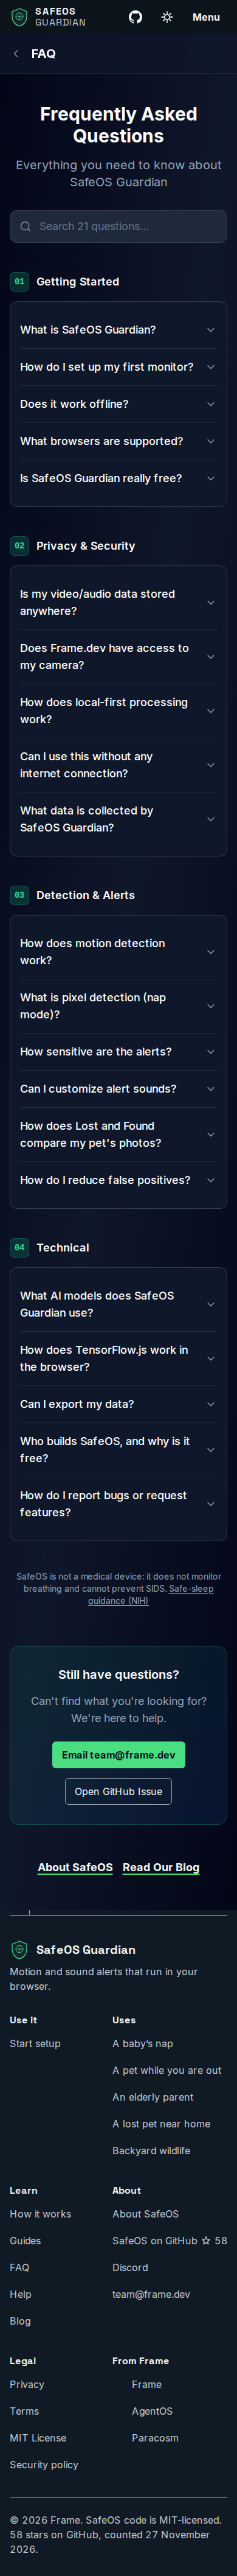 SAFEOS
GUARDIAN
Menu
FAQ
Frequently Asked
Questions
Everything you need to know about
SafeOS Guardian
Search 21 questions...
01 Getting Started
What is SafeOS Guardian?
How do I set up my first monitor?
Does it work offline?
What browsers are supported?
Is SafeOS Guardian really free?
02 Privacy & Security
Is my video/audio data stored
anywhere?
Does Frame.dev have access to
my camera?
How does local-first processing
work?
Can I use this without any
internet connection?
What data is collected by
SafeOS Guardian?
03 Detection & Alerts
How does motion detection
work?
What is pixel detection (nap
mode)?
How sensitive are the alerts?
Can I customize alert sounds?
How does Lost and Found
compare my pet's photos?
How do I reduce false positives?
04 Technical
What AI models does SafeOS
Guardian use?
How does TensorFlow.js work in
the browser?
Can I export my data?
Who builds SafeOS, and why is it
free?
How do I report bugs or request
features?
SafeOS is not a medical device: it does not monitor
breathing and cannot prevent SIDS. Safe-sleep
guidance (NIH)
Still have questions?
Can't find what you're looking for?
We're here to help.
Email team@frame.dev
Open GitHub Issue
About SafeOS Read Our Blog
SafeOS Guardian
Motion and sound alerts that run in your
browser.
Use it
Start setup
Uses
A baby's nap
A pet while you are out
An elderly parent
A lost pet near home
Backyard wildlife
Learn
How it works
Guides
FAQ
Help
Blog
About
About SafeOS
SafeOS on GitHub ☆ 58
Discord
team@frame.dev
Legal
Privacy
Terms
MIT License
Security policy
From Frame
Frame
AgentOS
Paracosm
© 2026 Frame. SafeOS code is MIT-licensed.
58 stars on GitHub, counted 27 November
2026.